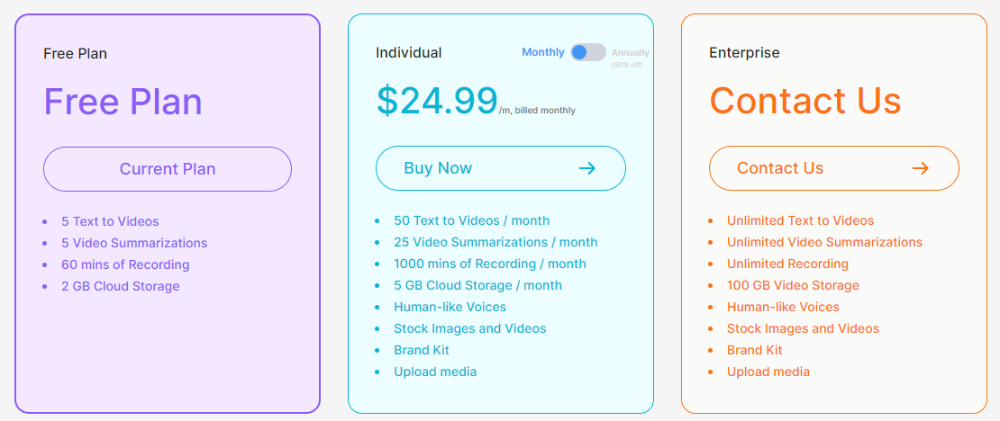 Free Plan
Free Plan
Current Plan
5 Text to Videos
5 Video Summarizations
60 mins of Recording
2 GB Cloud Storage
Individual
Monthly
Annually
(50% off)
$24.99/m, billed monthly
Buy Now
50 Text to Videos / month
25 Video Summarizations / month
1000 mins of Recording / month
5 GB Cloud Storage / month
Human-like Voices
Stock Images and Videos
Brand Kit
Upload media
Enterprise
Contact Us
Contact Us
Unlimited Text to Videos
Unlimited Video Summarizations
Unlimited Recording
100 GB Video Storage
Human-like Voices
Stock Images and Videos
Brand Kit
Upload media